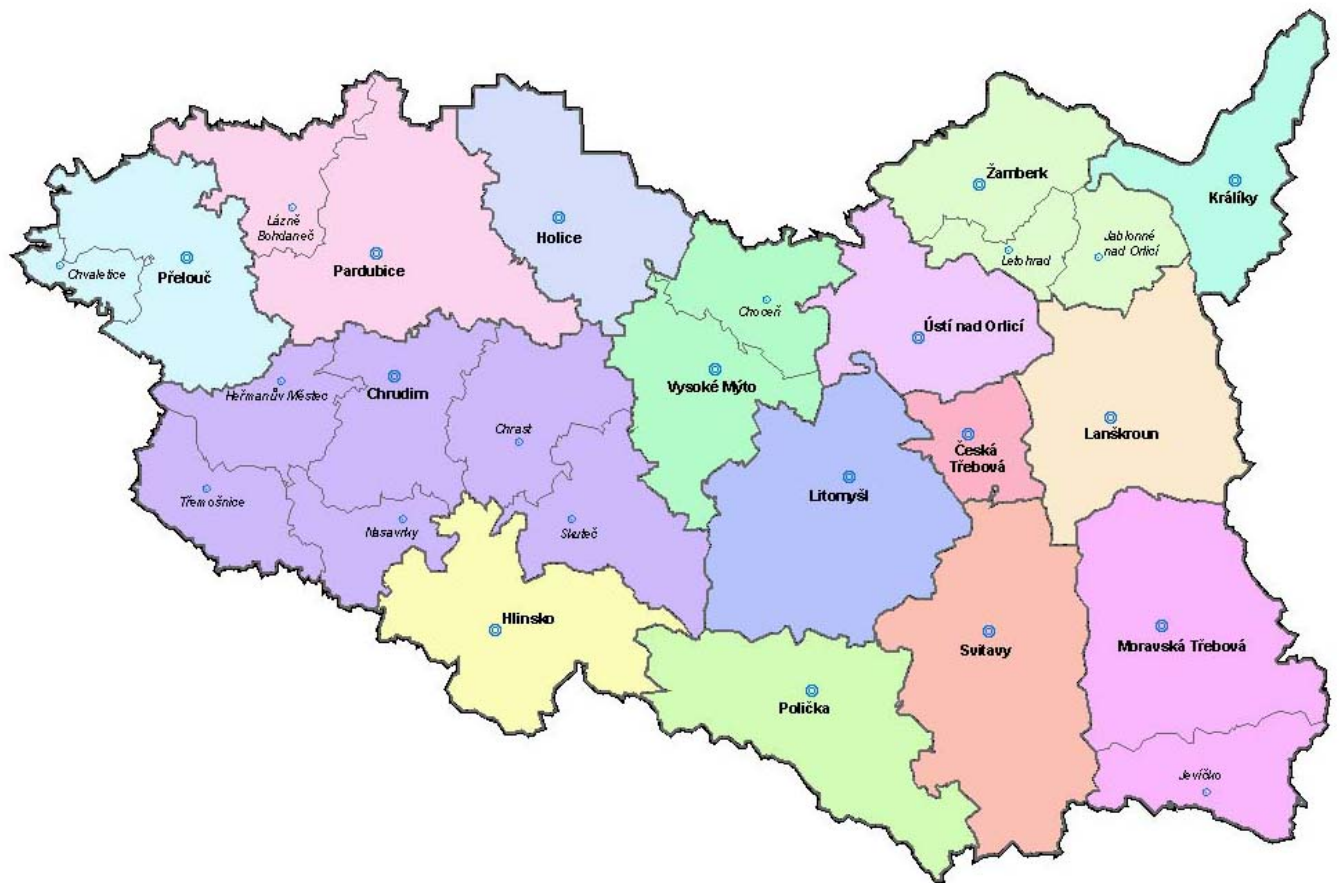 Žamberk
Králíky
Lázně
Bohdaneč
Holice
Jablonné
nad Orlicí
Letohrad
Pardubice
Přelouč
Chvaletice
Choceň
Ústí nad Orlicí
Vysoké Mýto
Heřmanův Městec
Chrudim
Chrast
Česká
Třebová
Lanškroun
Litomyšl
Třemošnice
Nasavrky
Skuteč
Hlinsko
Svitavy
Moravská Třebová
Polička
Jevíčko